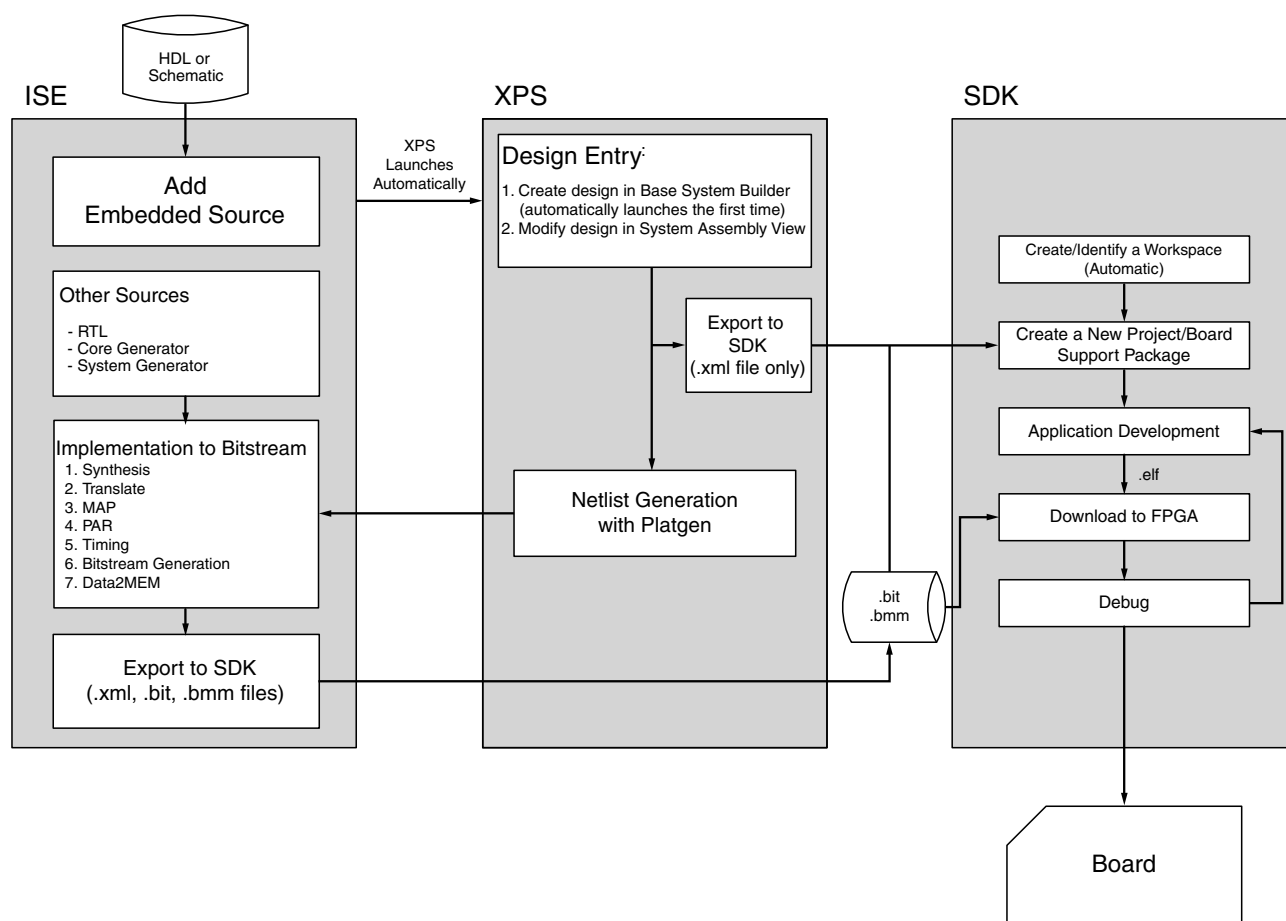 HDL or
Schematic
ISE
Add
Embedded Source
Other Sources
- RTL
- Core Generator
- System Generator
Implementation to Bitstream
1. Synthesis
2. Translate
3. MAP
4. PAR
5. Timing
6. Bitstream Generation
7. Data2MEM
Export to SDK
(.xml, .bit, .bmm files)
XPS
Launches
Automatically
XPS
Design Entry:
1. Create design in Base System Builder
(automatically launches the first time)
2. Modify design in System Assembly View
Export to
SDK
(.xml file only)
Netlist Generation
with Platgen
.bit
.bmm
SDK
Create/Identify a Workspace
(Automatic)
Create a New Project/Board
Support Package
Application Development
.elf
Download to FPGA
Debug
Board